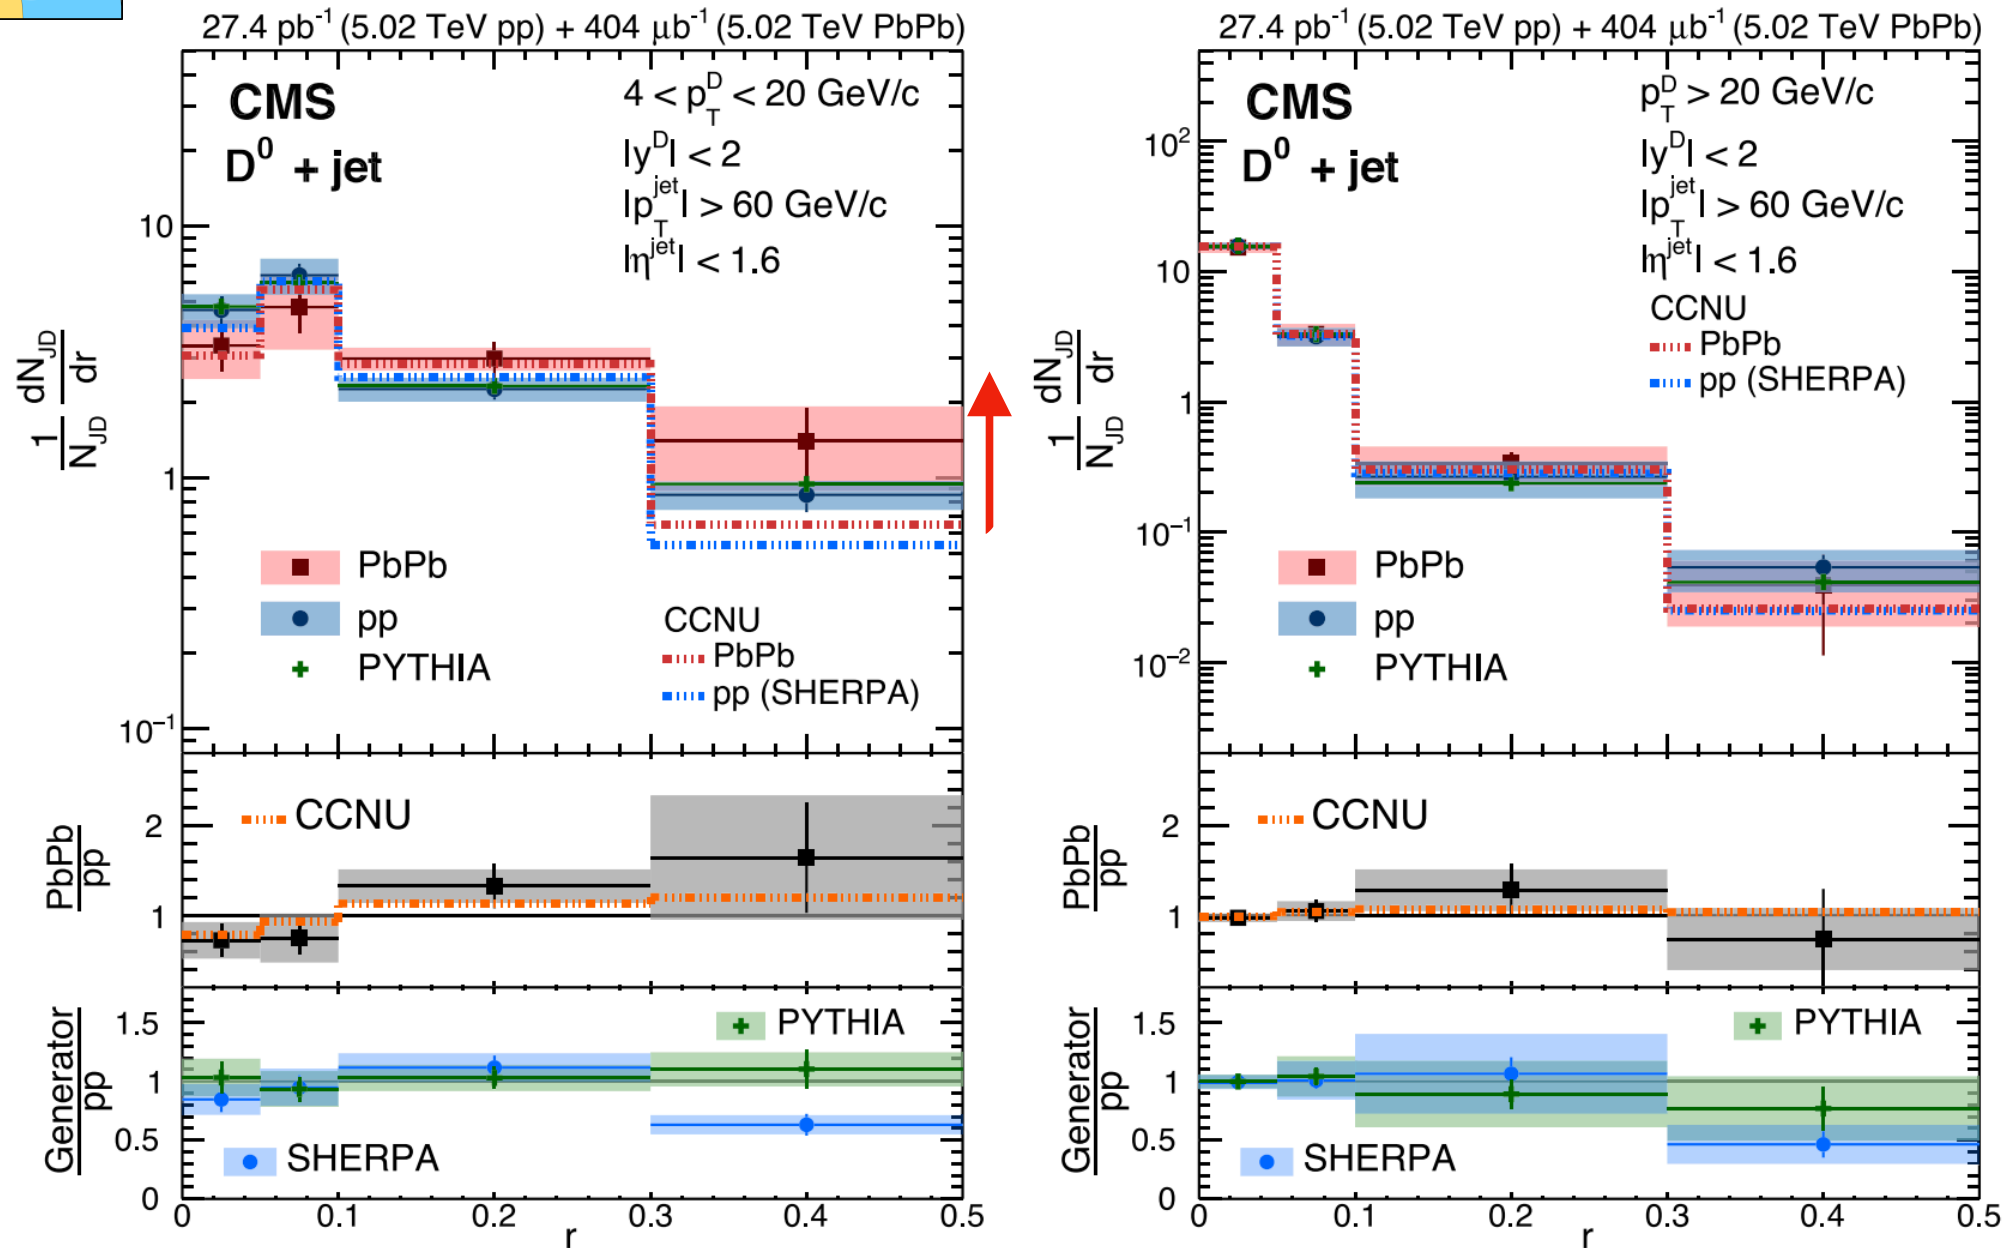 27.4 pb⁻¹ (5.02 TeV pp) + 404 μb⁻¹ (5.02 TeV PbPb)
CMS
D⁰ + jet
4 < p_T^D < 20 GeV/c
|y^D| < 2
|p_T^jet| > 60 GeV/c
|η^jet| < 1.6
1/N_JD dN_JD/dr
10
1
10⁻¹
PbPb
pp
PYTHIA
CCNU
PbPb
pp (SHERPA)
PbPb/pp
2
1
CCNU
Generator/pp
1.5
1
0.5
0
PYTHIA
SHERPA
0 0.1 0.2 0.3 0.4 0.5
r
27.4 pb⁻¹ (5.02 TeV pp) + 404 μb⁻¹ (5.02 TeV PbPb)
CMS
D⁰ + jet
p_T^D > 20 GeV/c
|y^D| < 2
|p_T^jet| > 60 GeV/c
|η^jet| < 1.6
CCNU
PbPb
pp (SHERPA)
1/N_JD dN_JD/dr
10²
10
1
10⁻¹
10⁻²
PbPb
pp
PYTHIA
PbPb/pp
2
1
CCNU
Generator/pp
1.5
1
0.5
0
PYTHIA
SHERPA
0 0.1 0.2 0.3 0.4 0.5
r